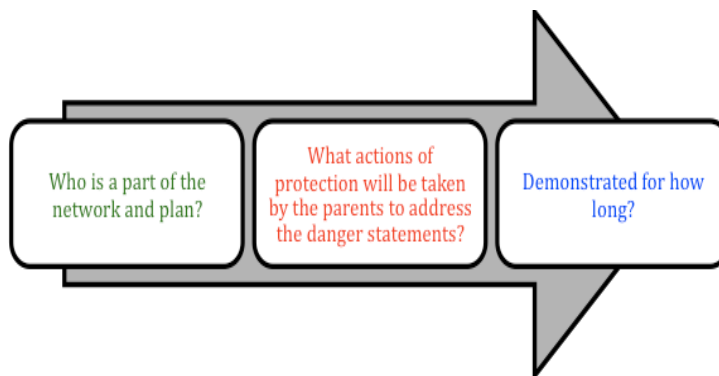 Who is a part of the
network and plan?
What actions of
protection will be taken
by the parents to address
the danger statements?
Demonstrated for how
long?